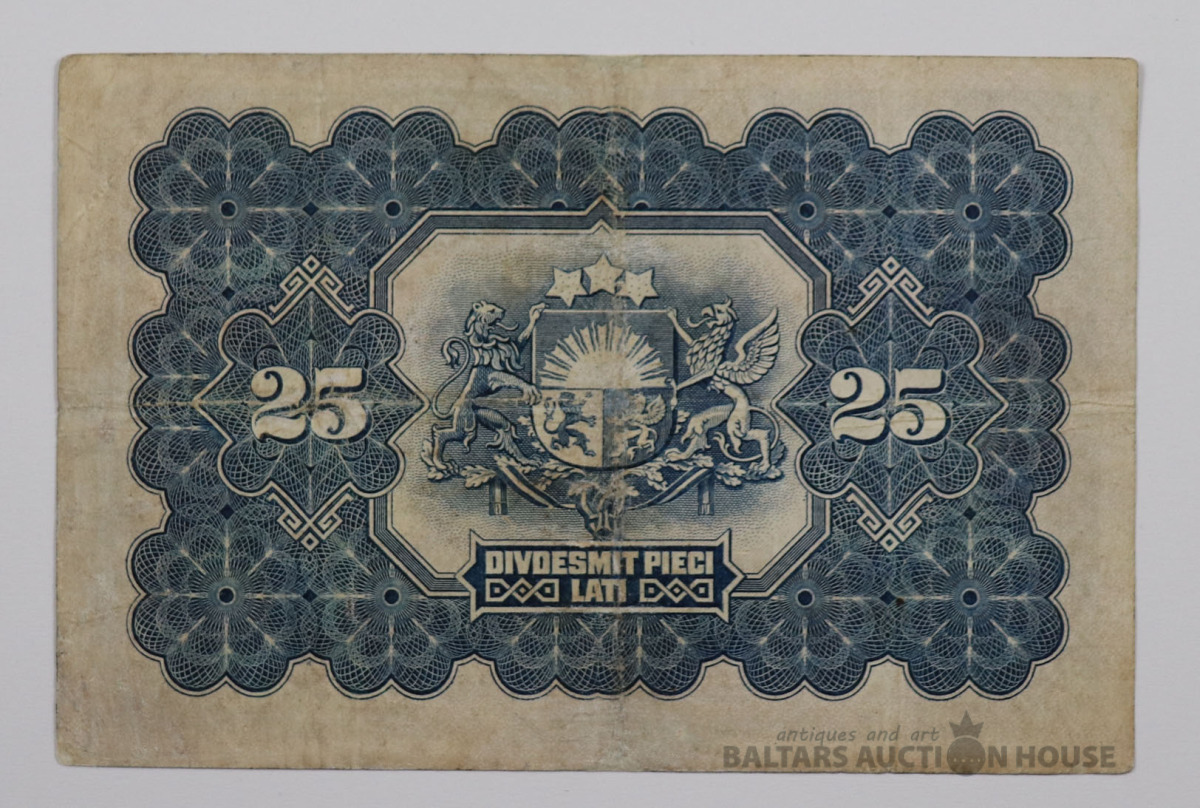 25
25
DIVDESMIT PIECI
LATI
antiques and art
BALTARS AUCTION HOUSE